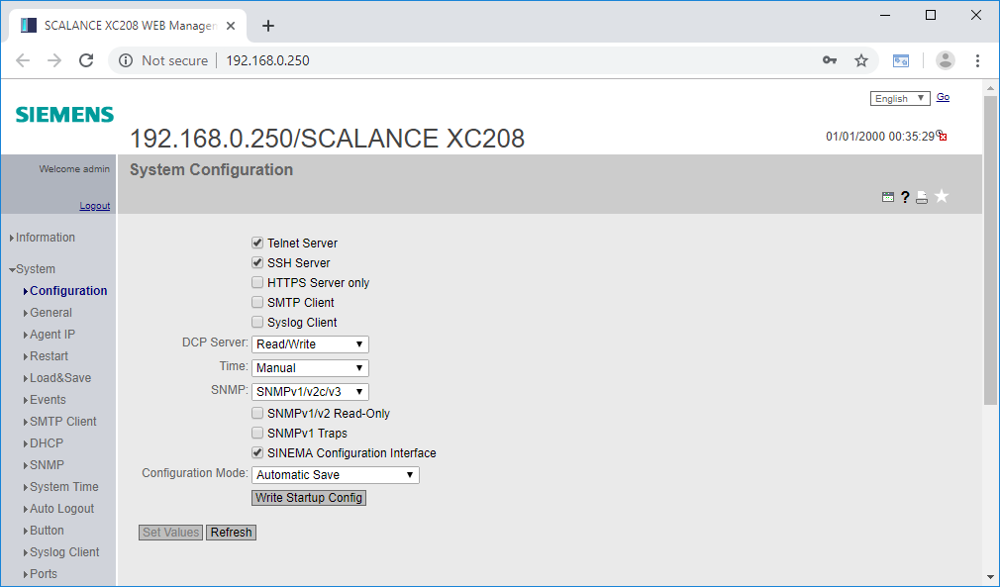 SCALANCE XC208 WEB Managem
Not secure
192.168.0.250
English
Go
SIEMENS
192.168.0.250/SCALANCE XC208
01/01/2000 00:35:29
Welcome admin
Logout
System Configuration
?
Information
System
Configuration
General
Agent IP
Restart
Load&Save
Events
SMTP Client
DHCP
SNMP
System Time
Auto Logout
Button
Syslog Client
Ports
Telnet Server
SSH Server
HTTPS Server only
SMTP Client
Syslog Client
DCP Server: Read/Write
Time: Manual
SNMP: SNMPv1/v2c/v3
SNMPv1/v2 Read-Only
SNMPv1 Traps
SINEMA Configuration Interface
Configuration Mode: Automatic Save
Write Startup Config
Set Values Refresh